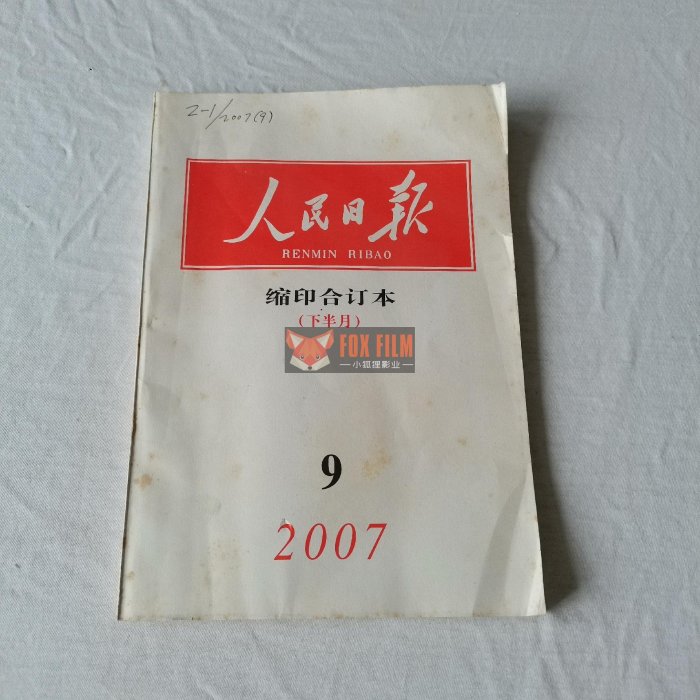 Z-1/2007(9)
人民日报
RENMIN RIBAO
缩印合订本
(下半月)
FOX FILM
小狐狸影业
9
2007